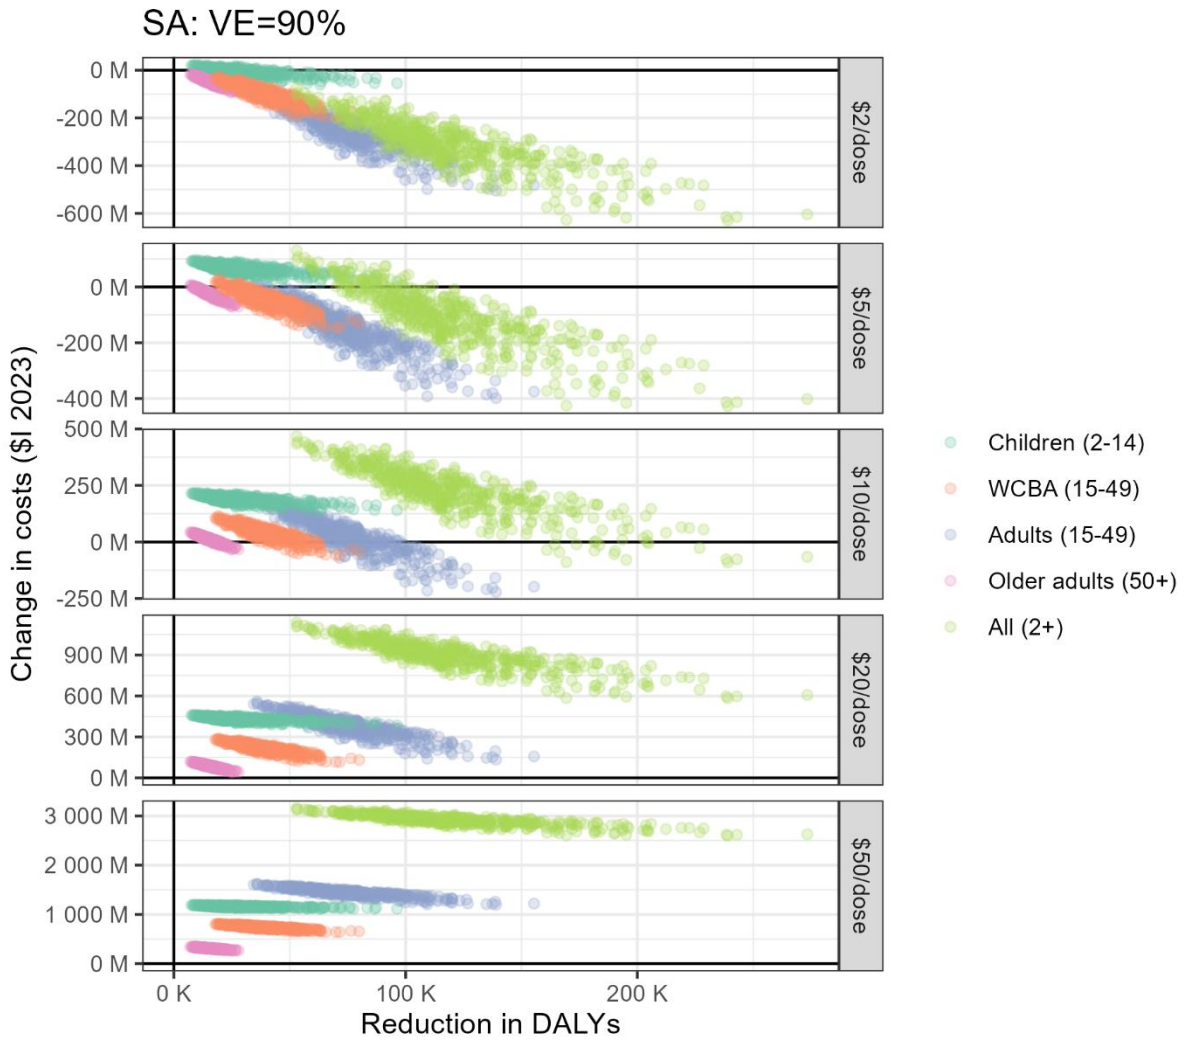 SA: VE=90%
Change in costs ($I 2023)
0 M
-200 M
-400 M
-600 M
$2/dose
0 M
-200 M
-400 M
$5/dose
500 M
250 M
0 M
-250 M
$10/dose
900 M
600 M
300 M
0 M
$20/dose
3 000 M
2 000 M
1 000 M
0 M
$50/dose
0 K
100 K
200 K
Reduction in DALYs
Children (2-14)
WCBA (15-49)
Adults (15-49)
Older adults (50+)
All (2+)